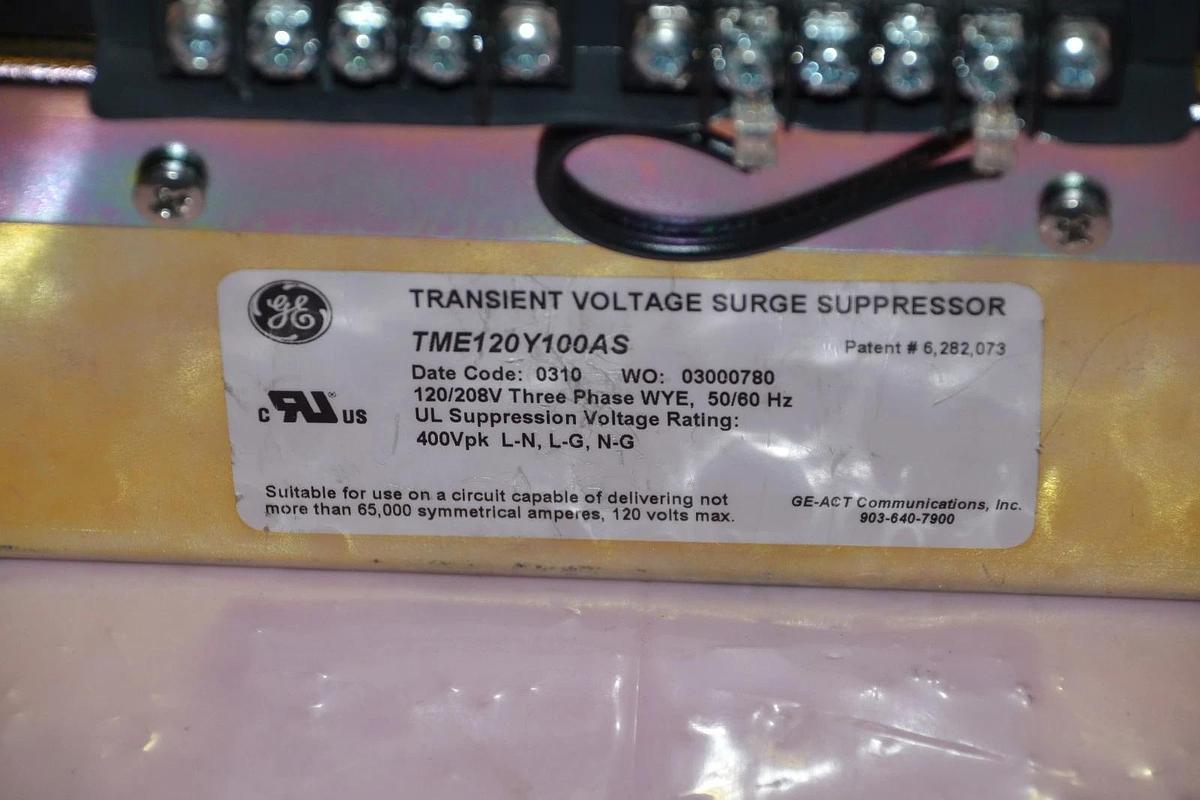 GE
TRANSIENT VOLTAGE SURGE SUPPRESSOR
TME120Y100AS
Patent # 6,282,073
Date Code: 0310 WO: 03000780
120/208V Three Phase WYE, 50/60 Hz
UL Suppression Voltage Rating:
400Vpk L-N, L-G, N-G
C RU® US
Suitable for use on a circuit capable of delivering not
more than 65,000 symmetrical amperes, 120 volts max.
GE-ACT Communications, Inc.
903-640-7900